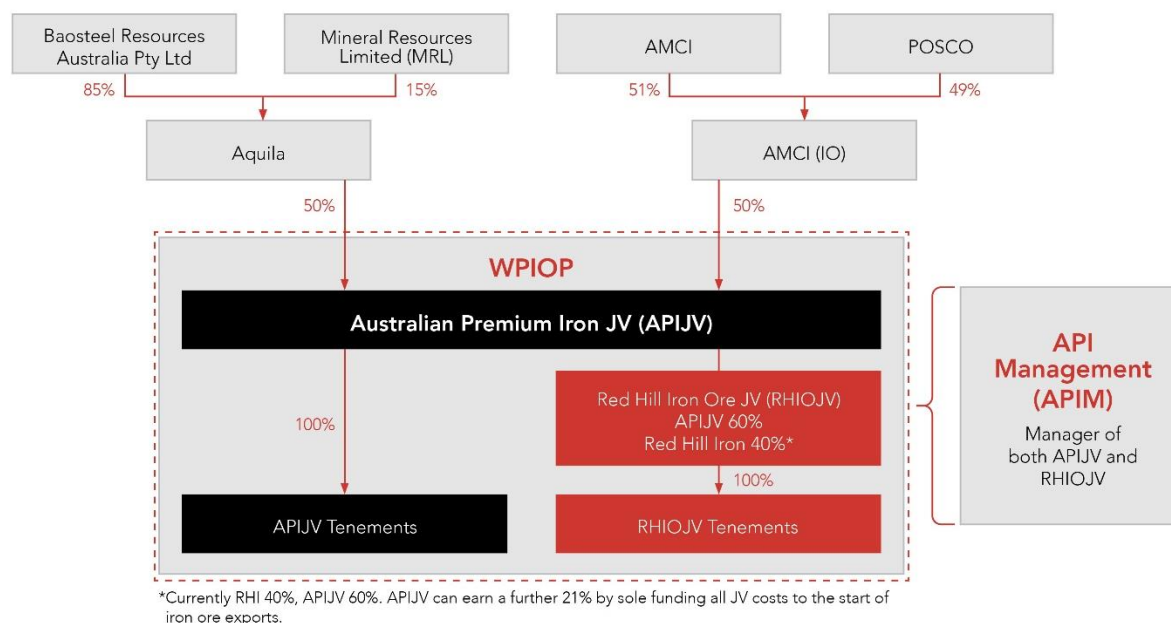 Baosteel Resources
Australia Pty Ltd
Mineral Resources
Limited (MRL)
AMCI
POSCO
85%
15%
51%
49%
Aquila
AMCI (IO)
50%
50%
WPIOP
Australian Premium Iron JV (APIJV)
100%
Red Hill Iron Ore JV (RHIOJV)
APIJV 60%
Red Hill Iron 40%*
100%
APIJV Tenements
RHIOJV Tenements
API
Management
(APIM)
Manager of
both APIJV and
RHIOJV
*Currently RHI 40%, APIJV 60%. APIJV can earn a further 21% by sole funding all JV costs to the start of
iron ore exports.